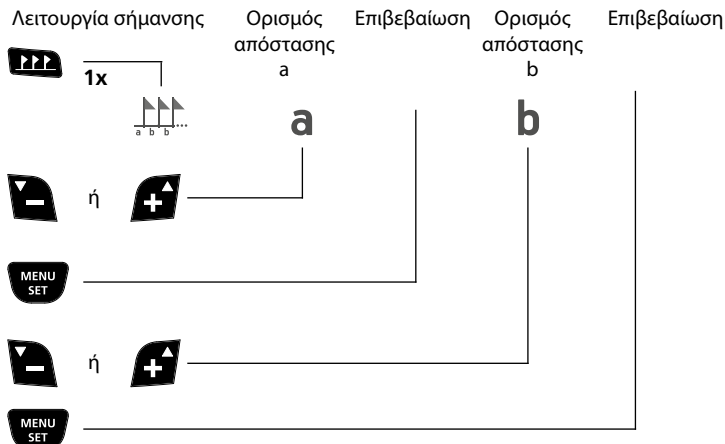 Λειτουργία σήμανσης
Ορισμός απόστασης a
Επιβεβαίωση
Ορισμός απόστασης b
Επιβεβαίωση
1x
a b b ...
a
b
ή
MENU SET
ή
MENU SET